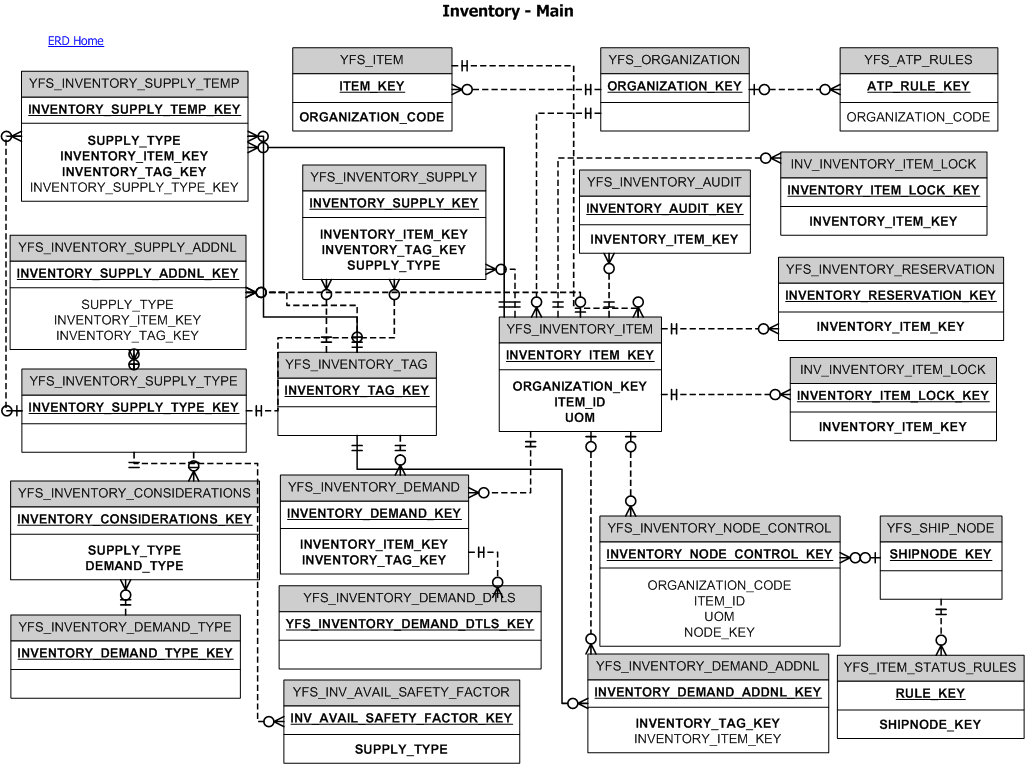 Inventory - Main
ERD Home
YFS_INVENTORY_SUPPLY_TEMP
INVENTORY_SUPPLY_TEMP_KEY
SUPPLY_TYPE
INVENTORY_ITEM_KEY
INVENTORY_TAG_KEY
INVENTORY_SUPPLY_TYPE_KEY
YFS_ITEM
ITEM_KEY
ORGANIZATION_CODE
YFS_ORGANIZATION
ORGANIZATION_KEY
YFS_ATP_RULES
ATP_RULE_KEY
ORGANIZATION_CODE
YFS_INVENTORY_SUPPLY
INVENTORY_SUPPLY_KEY
INVENTORY_ITEM_KEY
INVENTORY_TAG_KEY
SUPPLY_TYPE
YFS_INVENTORY_AUDIT
INVENTORY_AUDIT_KEY
INVENTORY_ITEM_KEY
INV_INVENTORY_ITEM_LOCK
INVENTORY_ITEM_LOCK_KEY
INVENTORY_ITEM_KEY
YFS_INVENTORY_SUPPLY_ADDNL
INVENTORY_SUPPLY_ADDNL_KEY
SUPPLY_TYPE
INVENTORY_ITEM_KEY
INVENTORY_TAG_KEY
YFS_INVENTORY_RESERVATION
INVENTORY_RESERVATION_KEY
INVENTORY_ITEM_KEY
YFS_INVENTORY_ITEM
INVENTORY_ITEM_KEY
ORGANIZATION_KEY
ITEM_ID
UOM
YFS_INVENTORY_TAG
INVENTORY_TAG_KEY
YFS_INVENTORY_SUPPLY_TYPE
INVENTORY_SUPPLY_TYPE_KEY
INV_INVENTORY_ITEM_LOCK
INVENTORY_ITEM_LOCK_KEY
INVENTORY_ITEM_KEY
YFS_INVENTORY_CONSIDERATIONS
INVENTORY_CONSIDERATIONS_KEY
SUPPLY_TYPE
DEMAND_TYPE
YFS_INVENTORY_DEMAND
INVENTORY_DEMAND_KEY
INVENTORY_ITEM_KEY
INVENTORY_TAG_KEY
YFS_INVENTORY_NODE_CONTROL
INVENTORY_NODE_CONTROL_KEY
ORGANIZATION_CODE
ITEM_ID
UOM
NODE_KEY
YFS_SHIP_NODE
SHIPNODE_KEY
YFS_INVENTORY_DEMAND_DTLS
YFS_INVENTORY_DEMAND_DTLS_KEY
YFS_INVENTORY_DEMAND_TYPE
INVENTORY_DEMAND_TYPE_KEY
YFS_INVENTORY_DEMAND_ADDNL
INVENTORY_DEMAND_ADDNL_KEY
INVENTORY_TAG_KEY
INVENTORY_ITEM_KEY
YFS_ITEM_STATUS_RULES
RULE_KEY
SHIPNODE_KEY
YFS_INV_AVAIL_SAFETY_FACTOR
INV_AVAIL_SAFETY_FACTOR_KEY
SUPPLY_TYPE